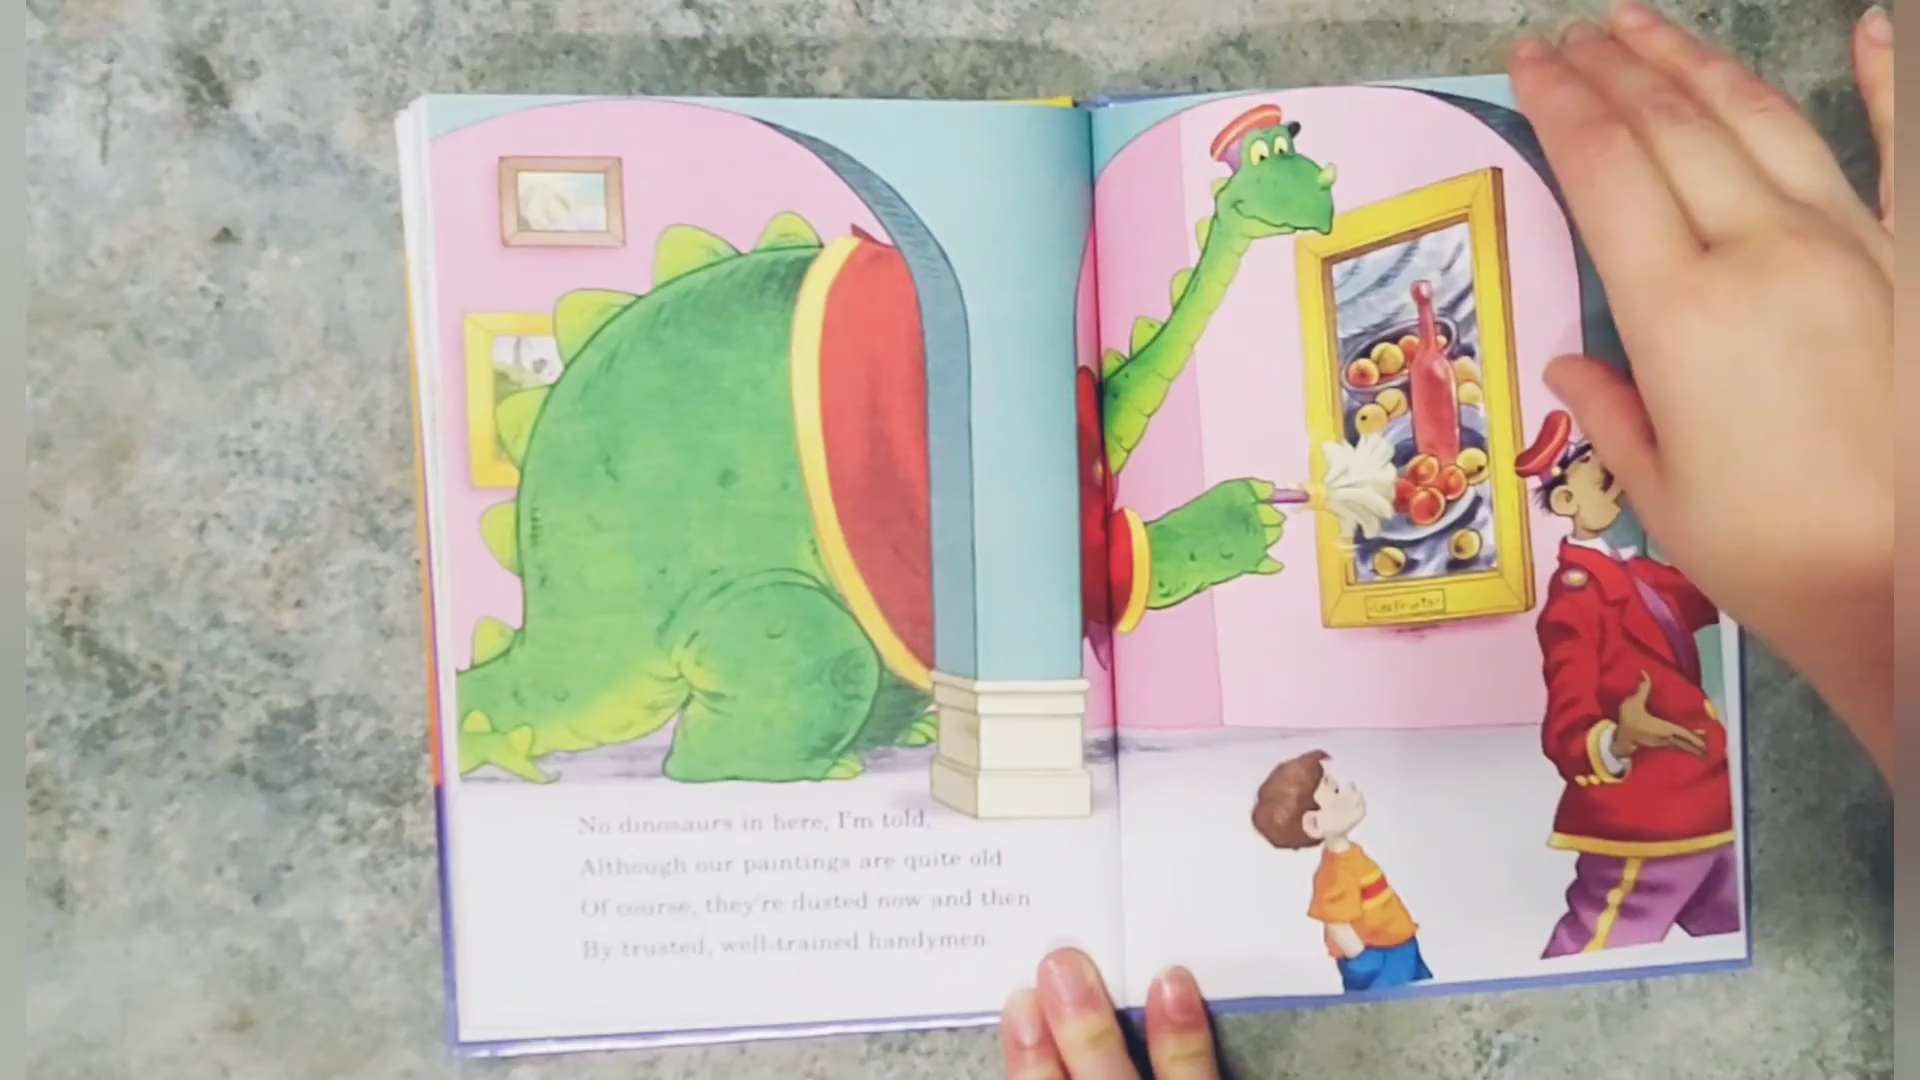 No dinosaurs in here, I'm told,
Although our paintings are quite old
Of course, they're dusted now and then
By trusted, well-trained handymen